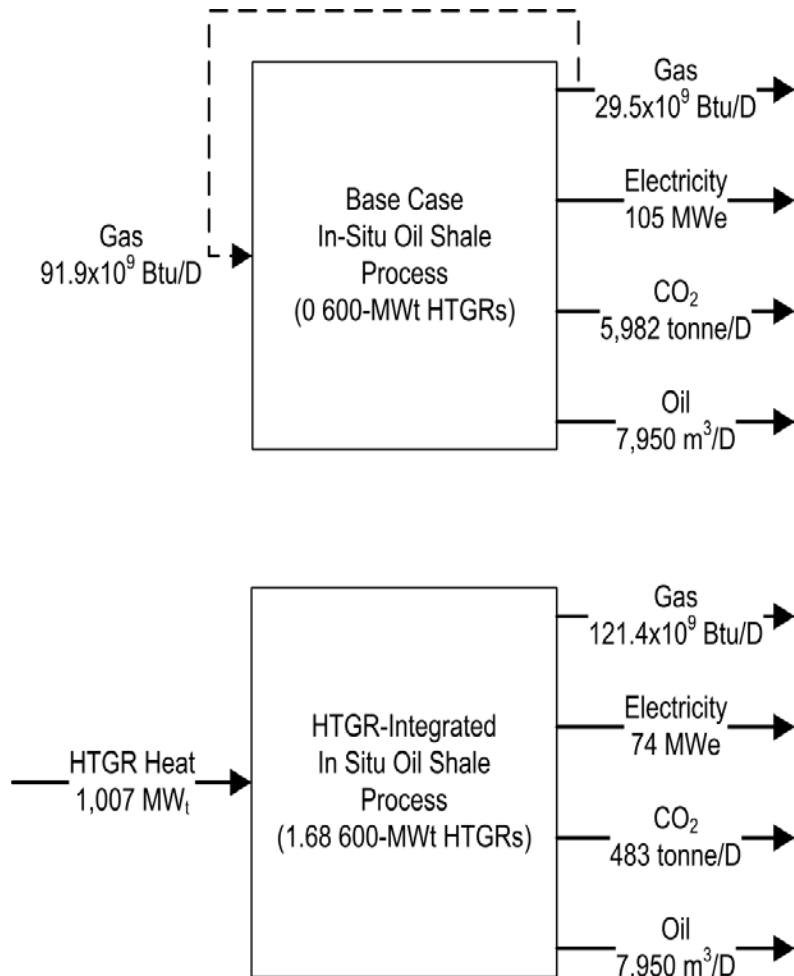 Gas
29.5x10⁹ Btu/D
Electricity
105 MWe
Base Case
In-Situ Oil Shale
Process
(0 600-MWt HTGRs)
Gas
91.9x10⁹ Btu/D
CO₂
5,982 tonne/D
Oil
7,950 m³/D
Gas
121.4x10⁹ Btu/D
HTGR-Integrated
In Situ Oil Shale
Process
(1.68 600-MWt HTGRs)
Electricity
74 MWe
HTGR Heat
1,007 MWₜ
CO₂
483 tonne/D
Oil
7,950 m³/D